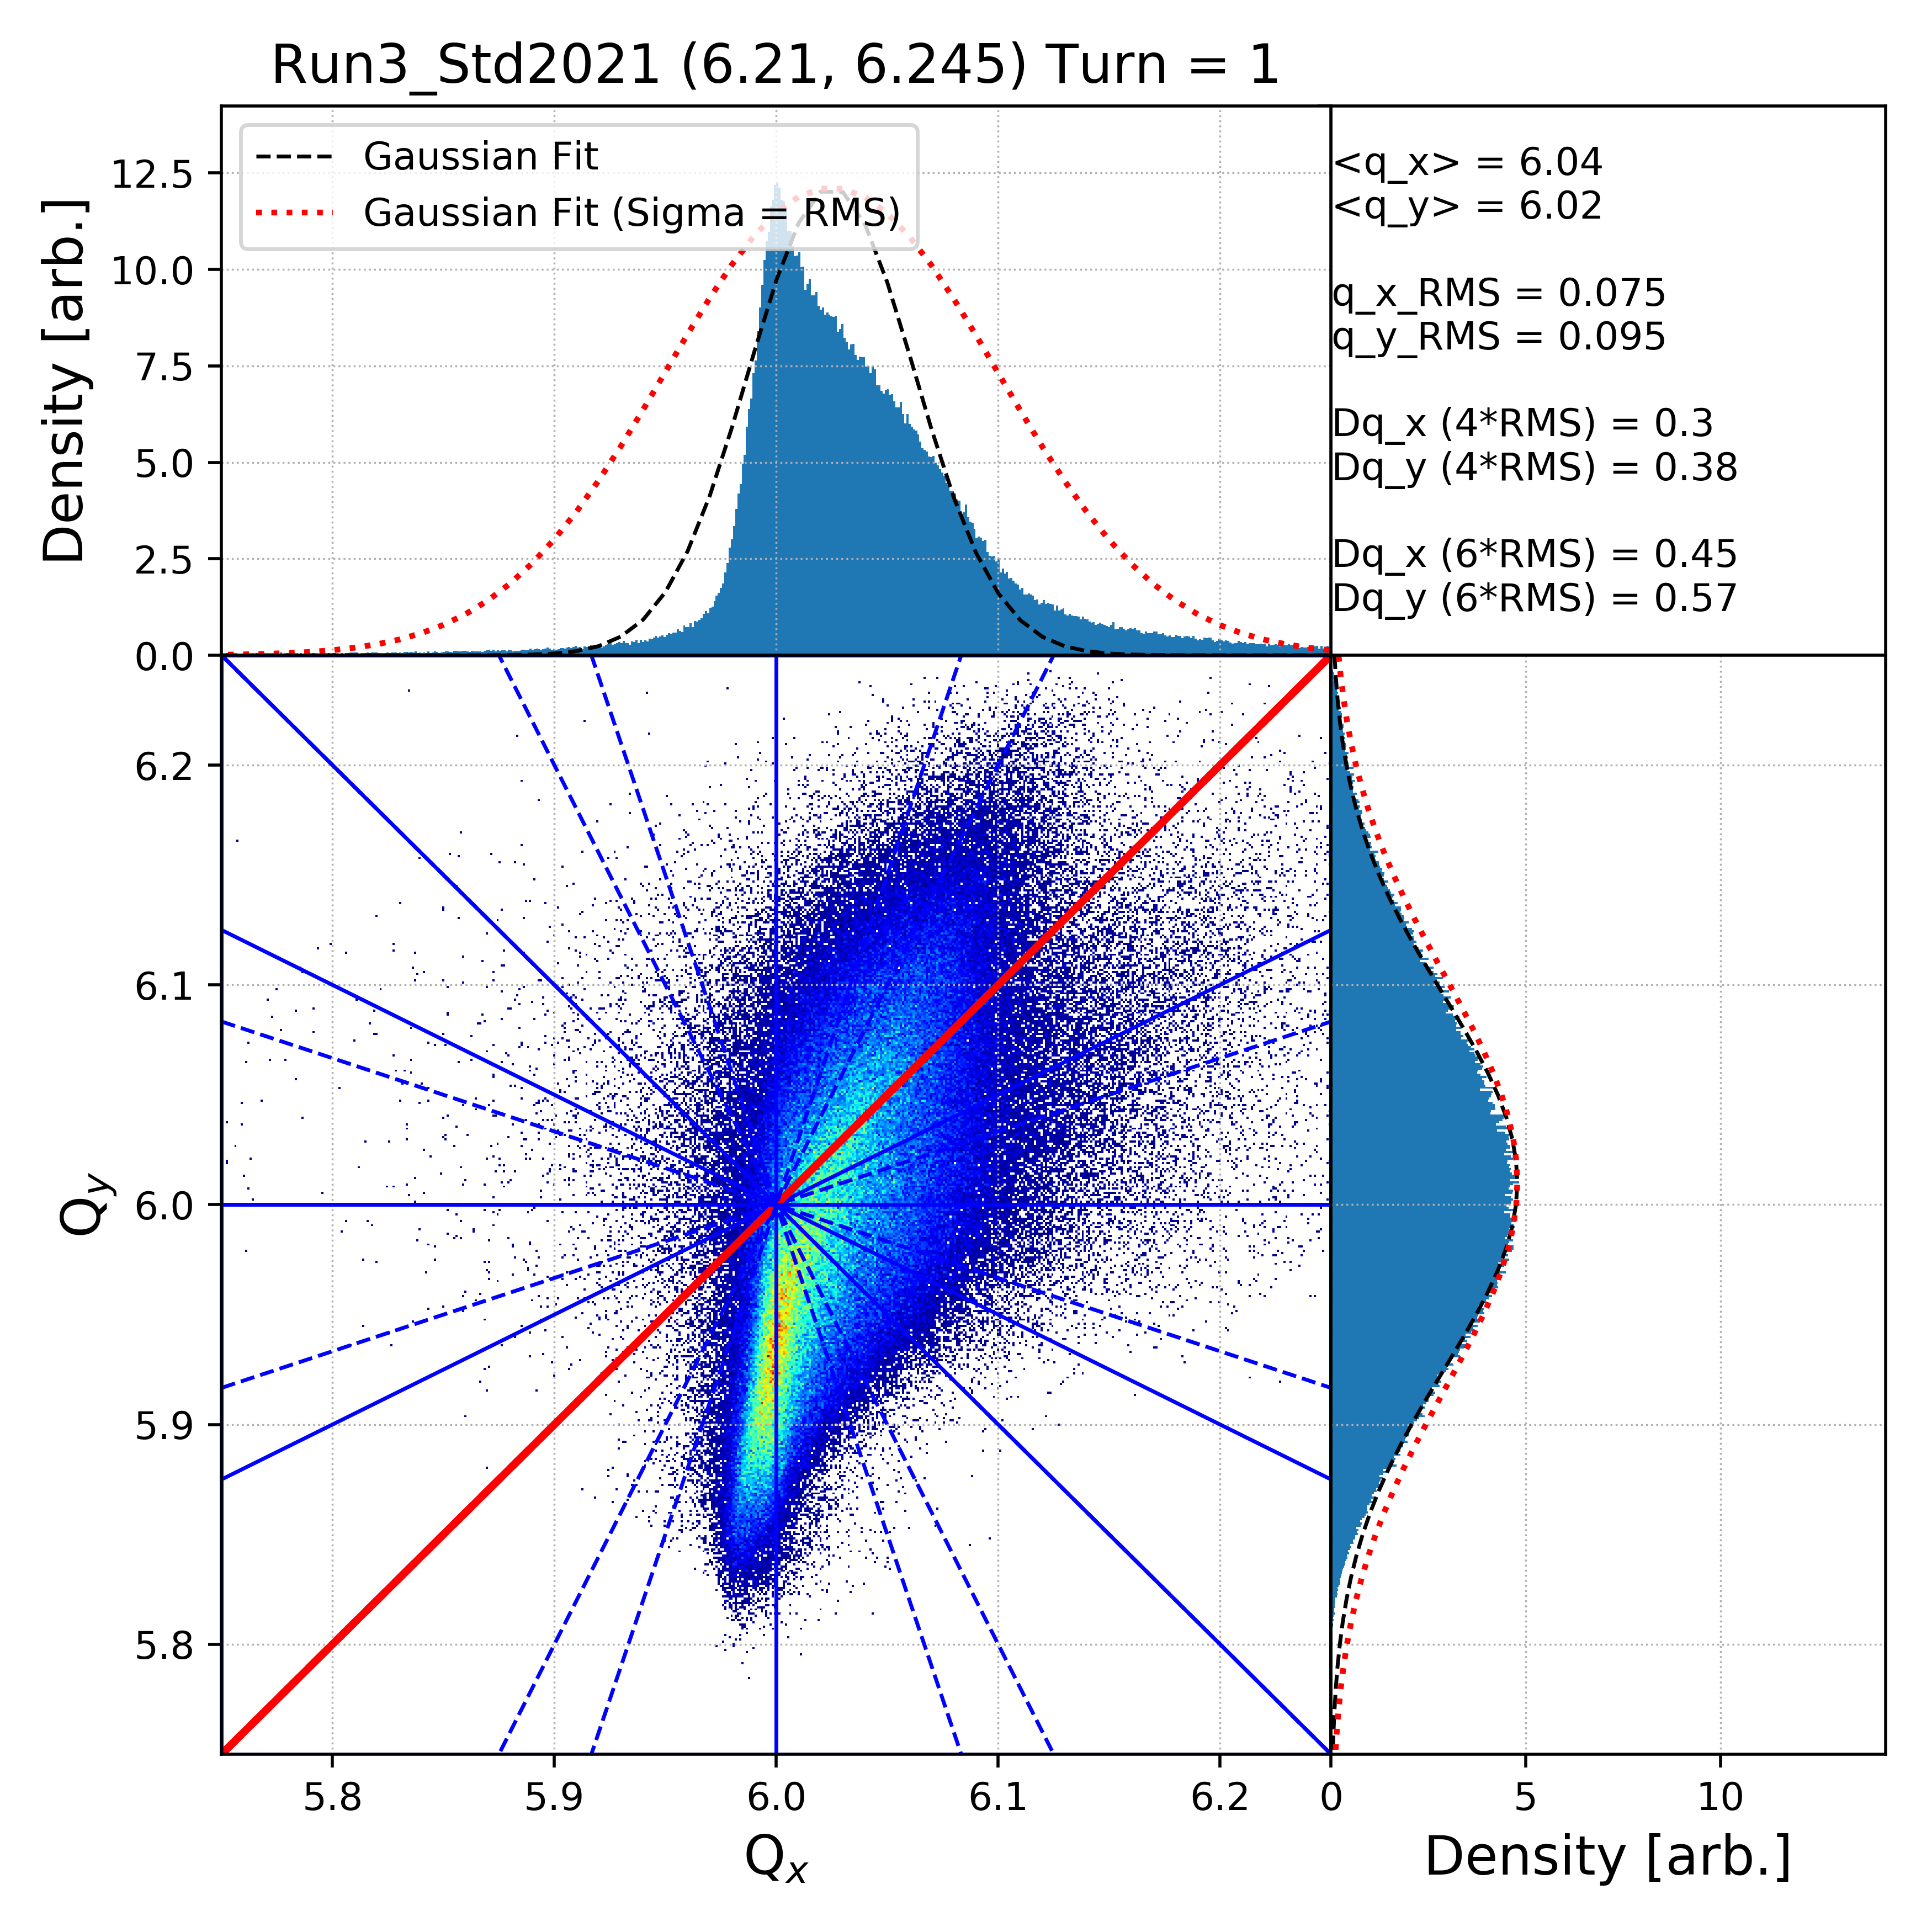 Run3_Std2021 (6.21, 6.245) Turn = 1
Density [arb.]
12.5
10.0
7.5
5.0
2.5
0.0
Gaussian Fit
Gaussian Fit (Sigma = RMS)
<q_x> = 6.04
<q_y> = 6.02
q_x_RMS = 0.075
q_y_RMS = 0.095
Dq_x (4*RMS) = 0.3
Dq_y (4*RMS) = 0.38
Dq_x (6*RMS) = 0.45
Dq_y (6*RMS) = 0.57
Qy
6.2
6.1
6.0
5.9
5.8
5.8 5.9 6.0 6.1 6.2
Qx
0 5 10
Density [arb.]